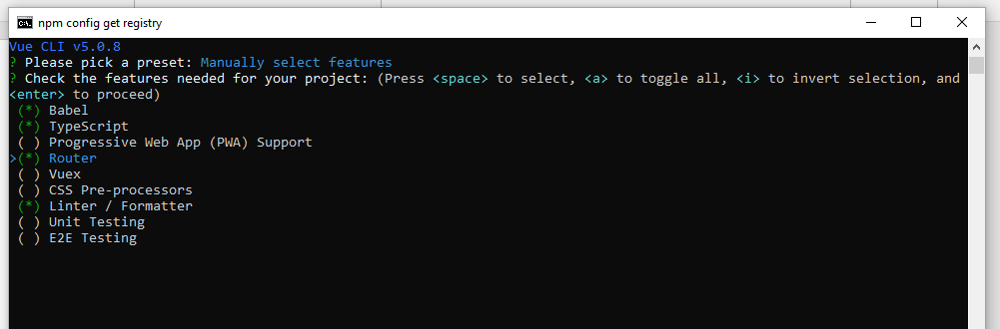 npm config get registry
Vue CLI v5.0.8
? Please pick a preset: Manually select features
? Check the features needed for your project: (Press <space> to select, <a> to toggle all, <i> to invert selection, and
<enter> to proceed)
(*) Babel
(*) TypeScript
( ) Progressive Web App (PWA) Support
>(*) Router
( ) Vuex
( ) CSS Pre-processors
(*) Linter / Formatter
( ) Unit Testing
( ) E2E Testing